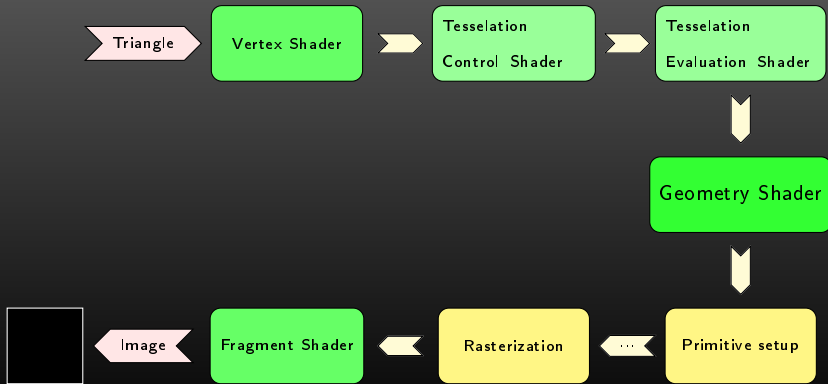 Triangle
Vertex Shader
Tesselation
Control Shader
Tesselation
Evaluation Shader
Geometry Shader
Primitive setup
...
Rasterization
Fragment Shader
Image